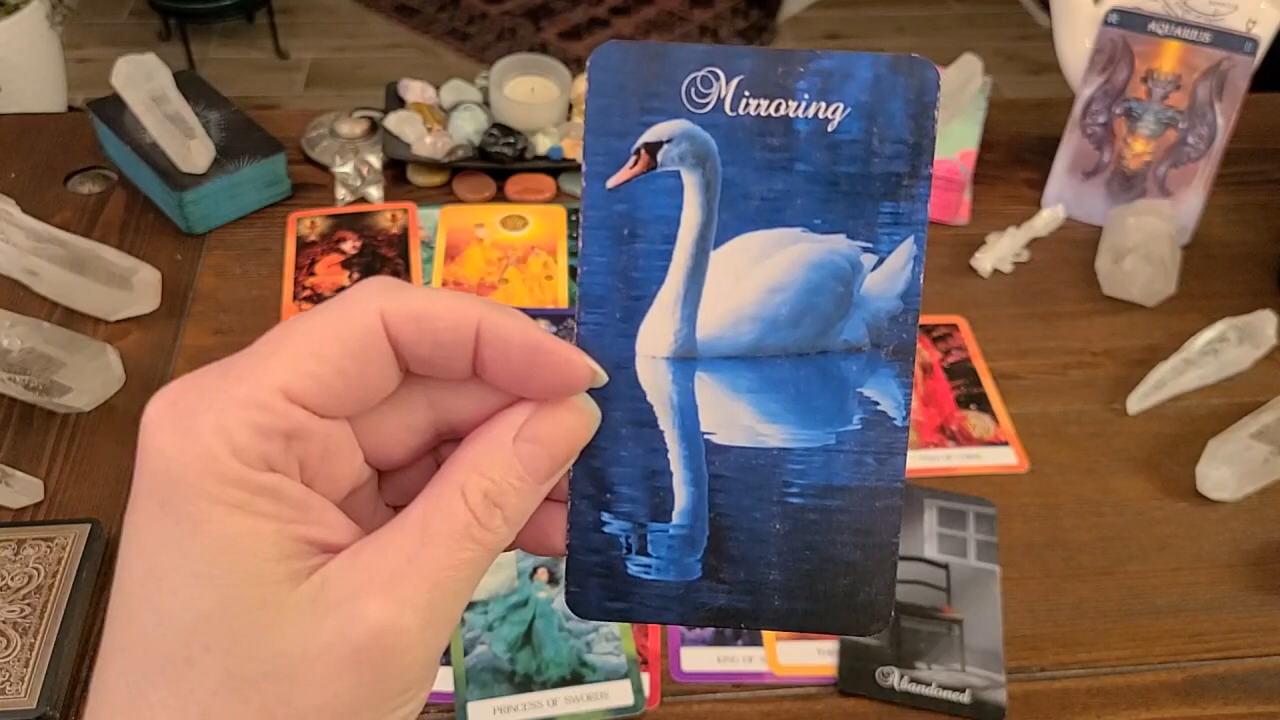 Mirroring
AQUARIUS
PRINCESS OF SWORDS
KING OF
Abandoned